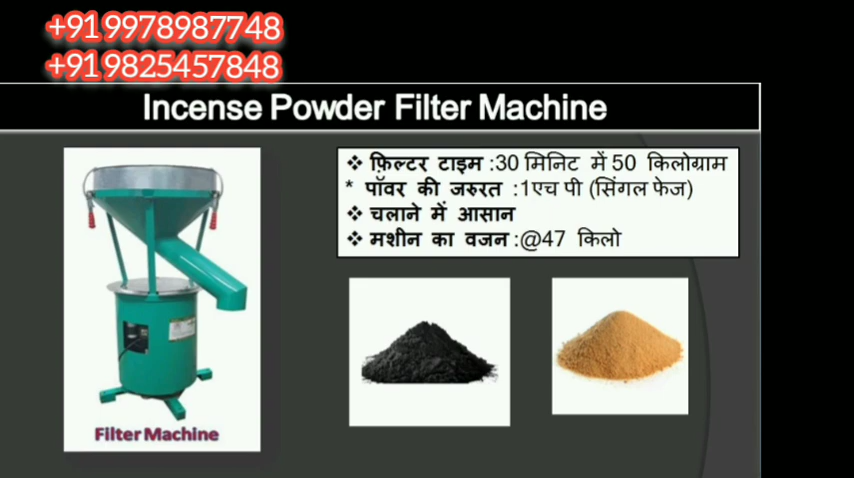 +91 9978987748
+91 9825457848
Incense Powder Filter Machine
❖ फ़िल्टर टाइम :30 मिनिट में 50 किलोग्राम
* पॉवर की जरुरत :1एच पी (सिंगल फेज)
❖ चलाने में आसान
❖ मशीन का वजन :@47 किलो
Filter Machine